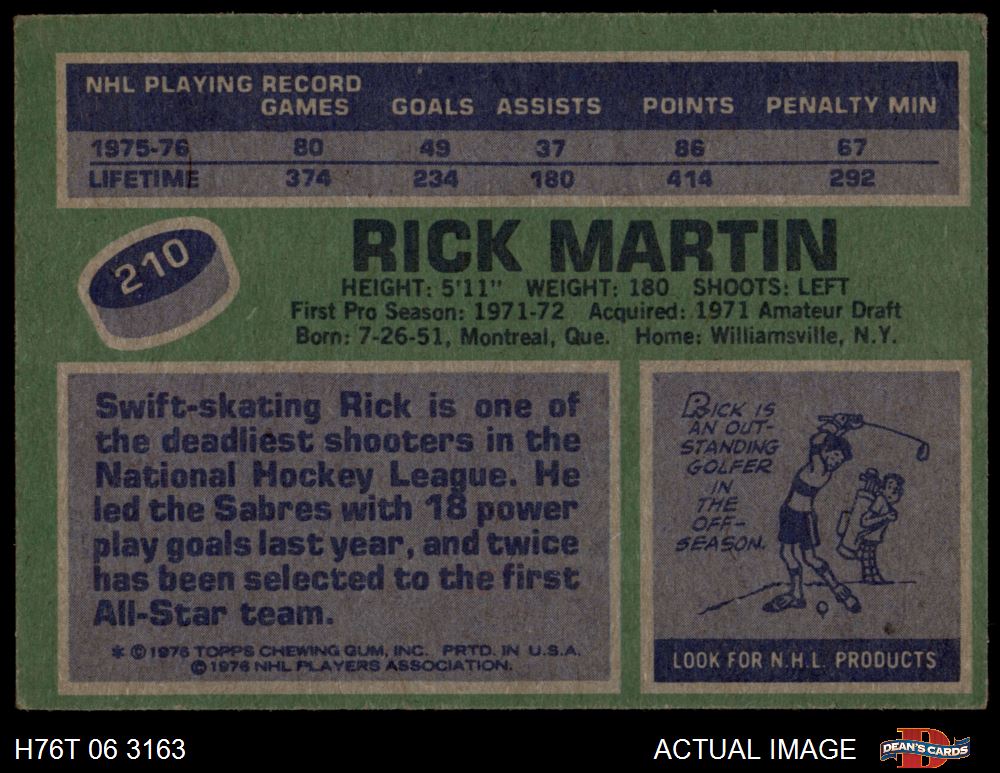 NHL PLAYING RECORD
GAMES GOALS ASSISTS POINTS PENALTY MIN
1975-76 80 49 37 86 67
LIFETIME 374 234 180 414 292
210
RICK MARTIN
HEIGHT: 5'11" WEIGHT: 180 SHOOTS: LEFT
First Pro Season: 1971-72 Acquired: 1971 Amateur Draft
Born: 7-26-51, Montreal, Que. Home: Williamsville, N.Y.
Swift-skating Rick is one of
the deadliest shooters in the
National Hockey League. He
led the Sabres with 18 power
play goals last year, and twice
has been selected to the first
All-Star team.
* © 1976 TOPPS CHEWING GUM, INC. PRTD. IN U.S.A.
© 1976 NHL PLAYERS ASSOCIATION.
RICK IS
AN OUT-
STANDING
GOLFER
IN
THE
OFF-
SEASON.
LOOK FOR N.H.L. PRODUCTS
H76T 06 3163
ACTUAL IMAGE
D
DEAN'S CARDS